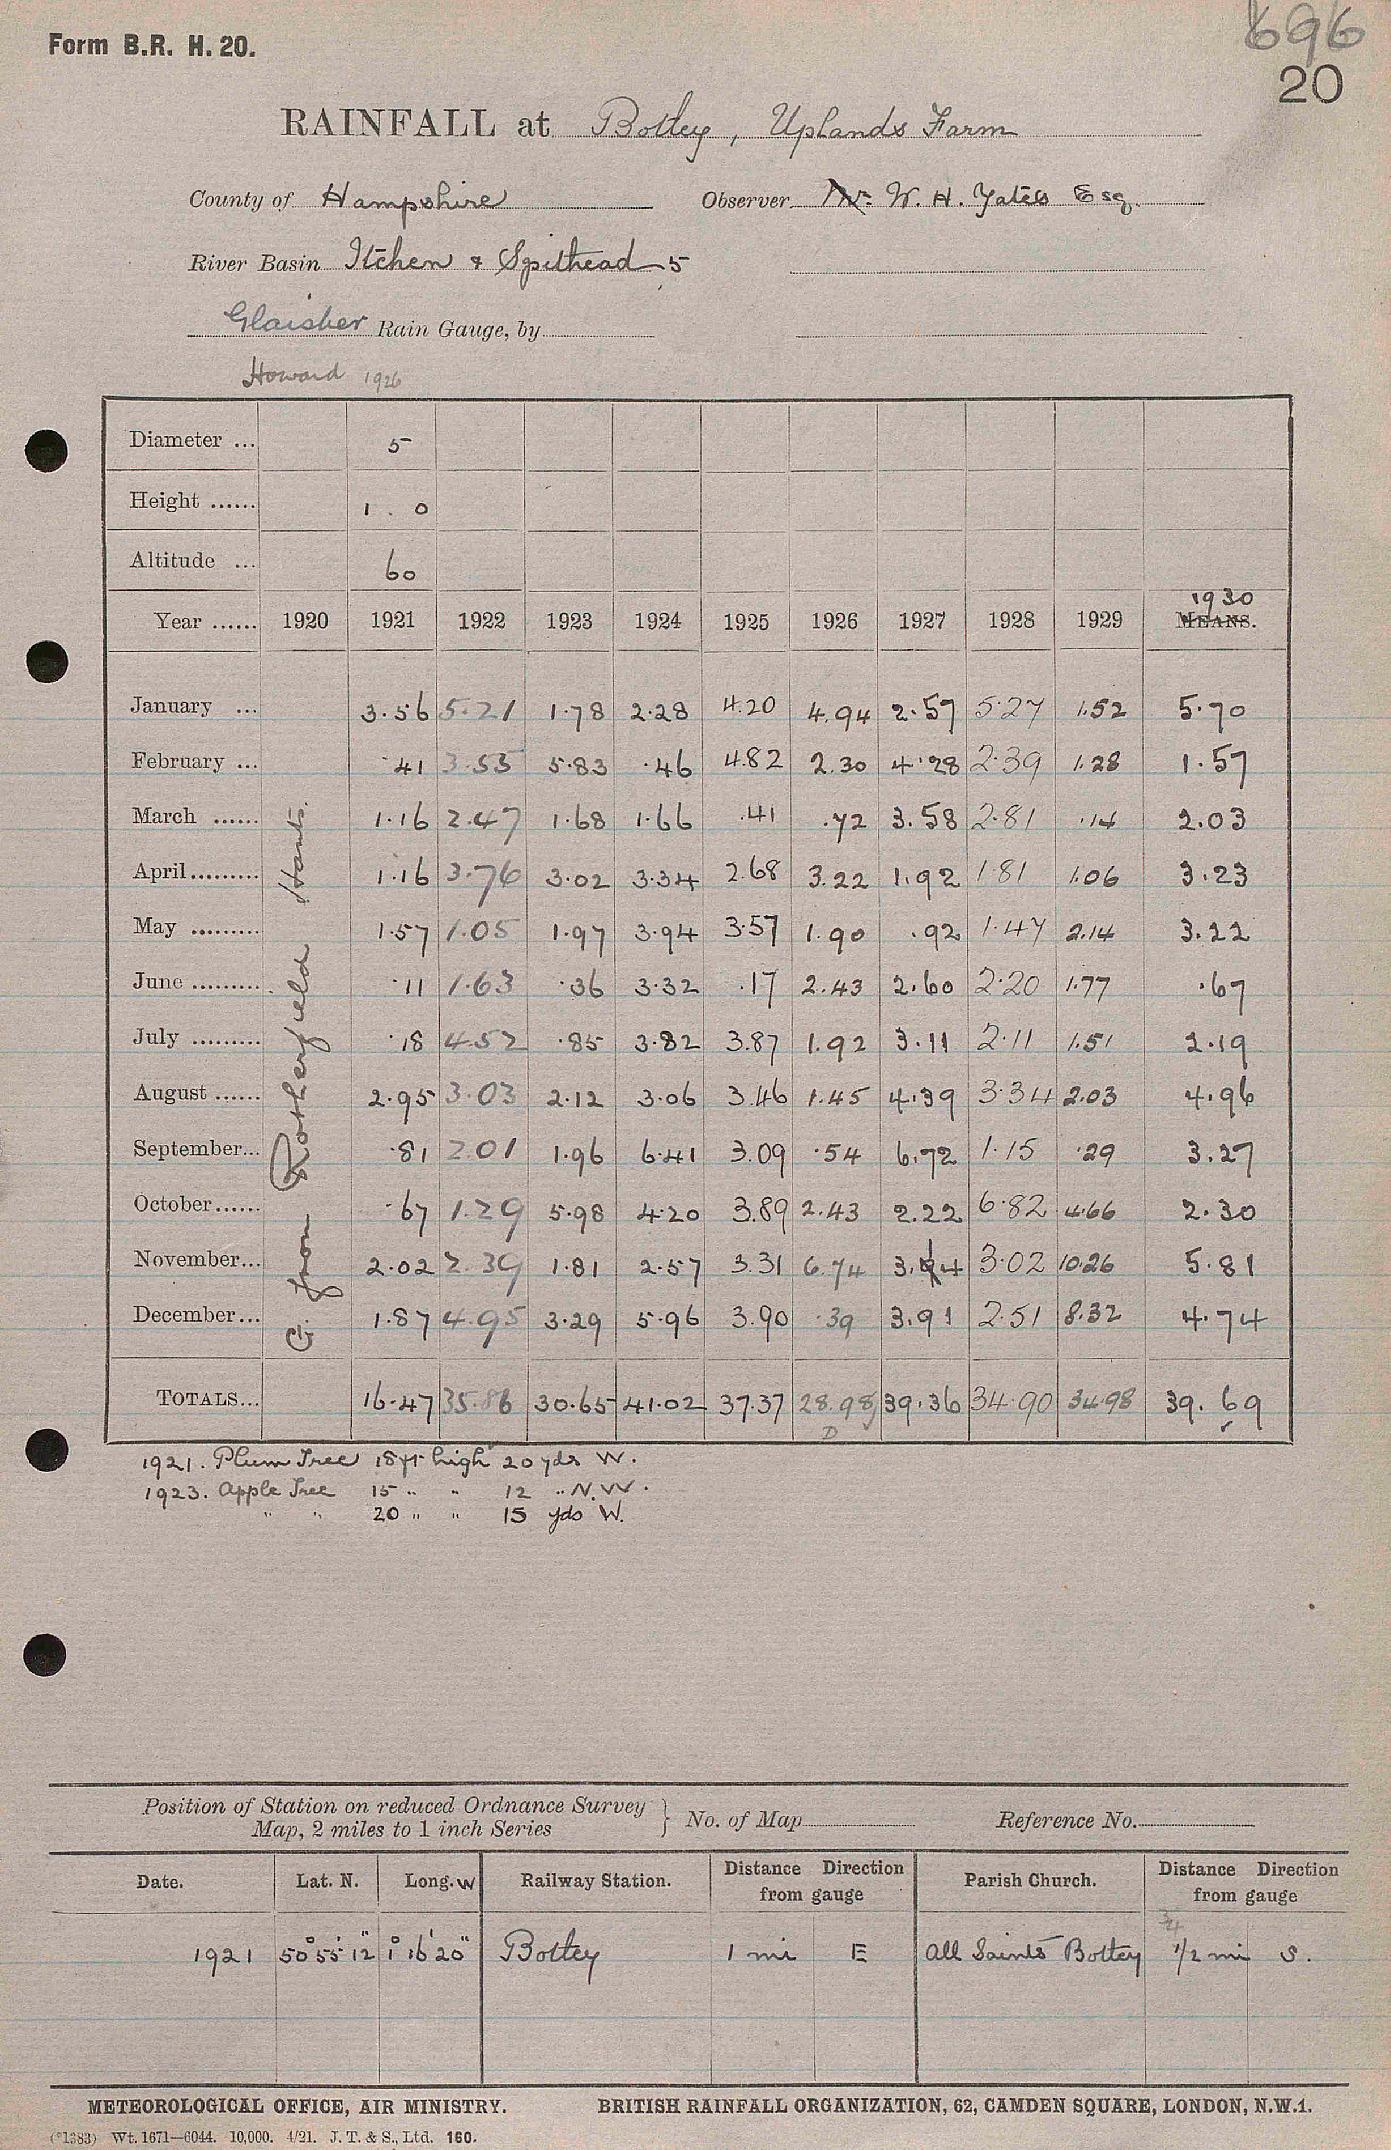 Form B.R. H. 20.
696
20
RAINFALL at Botley, Uplands Farm
County of Hampshire Observer Mr. W. H. Yates Esq.
River Basin Itchen & Spithead 5
Glaisher Rain Gauge, by
Howard 1926
Diameter ... 5
Height ...... 1 . 0
Altitude ... 60
1930
Year ...... 1920 1921 1922 1923 1924 1925 1926 1927 1928 1929 MEANS.
January ... 3.56 5.21 1.78 2.28 4.20 4.94 2.57 5.27 1.52 5.70
February ... .41 3.55 5.83 .46 4.82 2.30 4.28 2.39 1.28 1.57
March ...... 1.16 2.47 1.68 1.66 .41 .72 3.58 2.81 .14 2.03
April......... 1.16 3.76 3.02 3.34 2.68 3.22 1.92 1.81 1.06 3.23
May ......... 1.57 1.05 1.97 3.94 3.57 1.90 .92 1.47 2.14 3.22
June ......... .11 1.63 .36 3.32 .17 2.43 2.60 2.20 1.77 .67
July ......... .18 4.52 .85 3.82 3.87 1.92 3.11 2.11 1.51 2.19
August ...... 2.95 3.03 2.12 3.06 3.46 1.45 4.39 3.34 2.03 4.96
September... .81 2.01 1.96 6.41 3.09 .54 6.72 1.15 .29 3.27
October...... .67 1.29 5.98 4.20 3.89 2.43 2.22 6.82 4.66 2.30
November... 2.02 2.39 1.81 2.57 3.31 6.74 3.14 3.02 10.26 5.81
December... 1.87 4.95 3.29 5.96 3.90 .39 3.91 2.51 8.32 4.74
TOTALS... 16.47 35.86 30.65 41.02 37.37 28.98 39.36 34.90 34.98 39.69
D
G. from Rotherfield Hants.
1921. Plum Tree 18 ft high 20 yds W.
1923. Apple Tree 15 " " 12 " N.W.
" " 20 " " 15 yds W.
Position of Station on reduced Ordnance Survey
Map, 2 miles to 1 inch Series } No. of Map Reference No.
Date. Lat. N. Long. W Railway Station. Distance Direction from gauge Parish Church. Distance Direction from gauge
3/4
1921 50° 55' 12" 1° 16' 20" Botley 1 mi E All Saints Botley 1/2 mi S.
METEOROLOGICAL OFFICE, AIR MINISTRY. BRITISH RAINFALL ORGANIZATION, 62, CAMDEN SQUARE, LONDON, N.W.1.
(*1383) Wt. 1671—6044. 10,000. 4/21. J. T. & S., Ltd. 160.